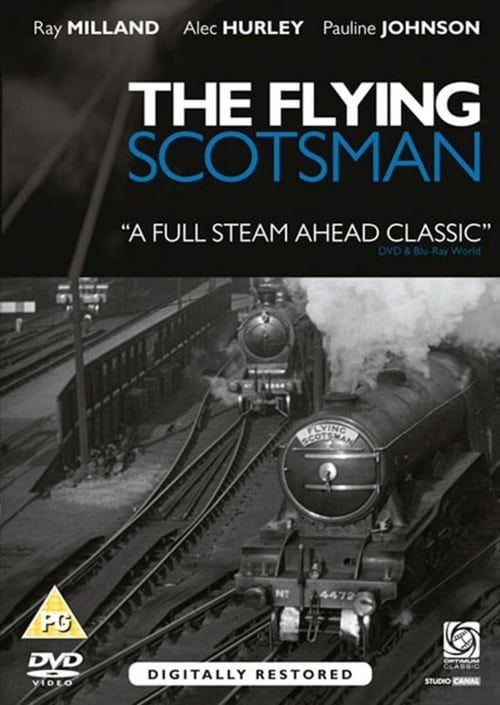 Ray MILLAND Alec HURLEY Pauline JOHNSON
THE FLYING
SCOTSMAN
“A FULL STEAM AHEAD CLASSIC”
DVD & Blu-Ray World
FLYING
SCOTSMAN
Nº 4472
PG
DVD
VIDEO
DIGITALLY RESTORED
OPTIMUM
CLASSIC
STUDIO CANAL